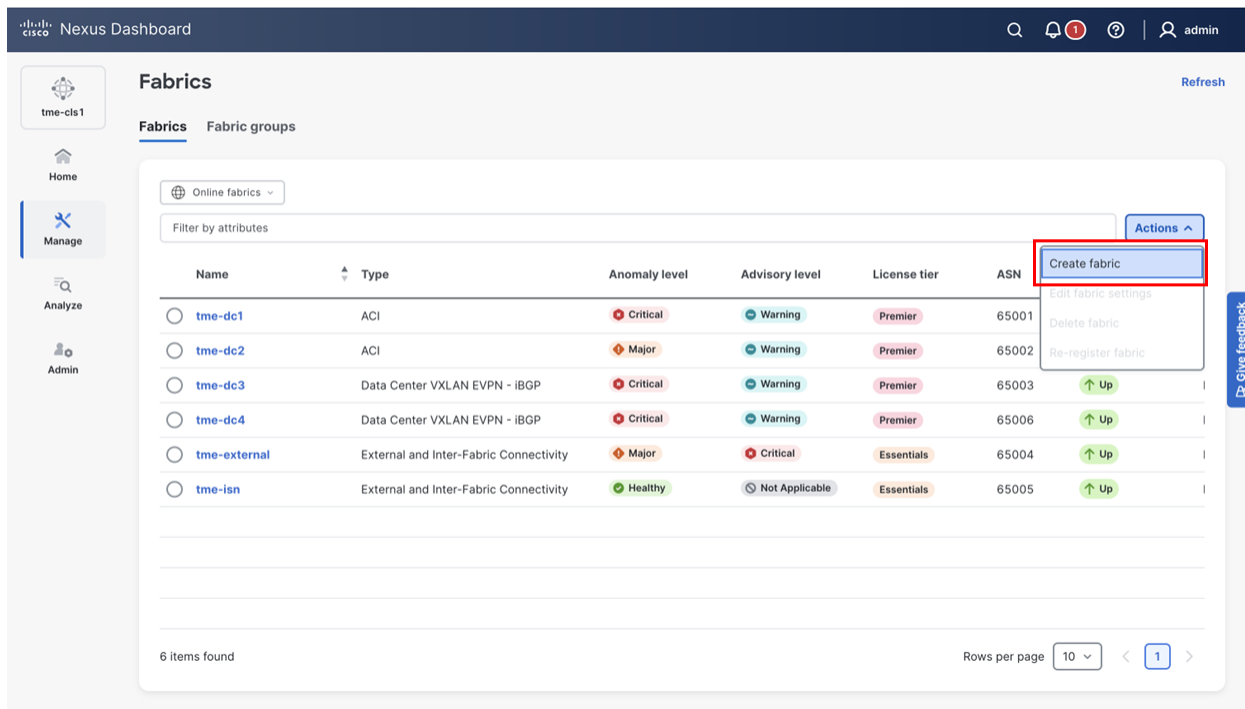 cisco Nexus Dashboard
1
admin
tme-cls1
Home
Manage
Analyze
Admin
Fabrics
Refresh
Fabrics Fabric groups
Online fabrics
Filter by attributes
Actions
Create fabric
Edit fabric settings
Delete fabric
Re-register fabric
Name Type Anomaly level Advisory level License tier ASN
tme-dc1 ACI Critical Warning Premier 65001
tme-dc2 ACI Major Warning Premier 65002
tme-dc3 Data Center VXLAN EVPN - iBGP Critical Warning Premier 65003 Up
tme-dc4 Data Center VXLAN EVPN - iBGP Critical Warning Premier 65006 Up
tme-external External and Inter-Fabric Connectivity Major Critical Essentials 65004 Up
tme-isn External and Inter-Fabric Connectivity Healthy Not Applicable Essentials 65005 Up
6 items found
Rows per page 10 1
Give feedback